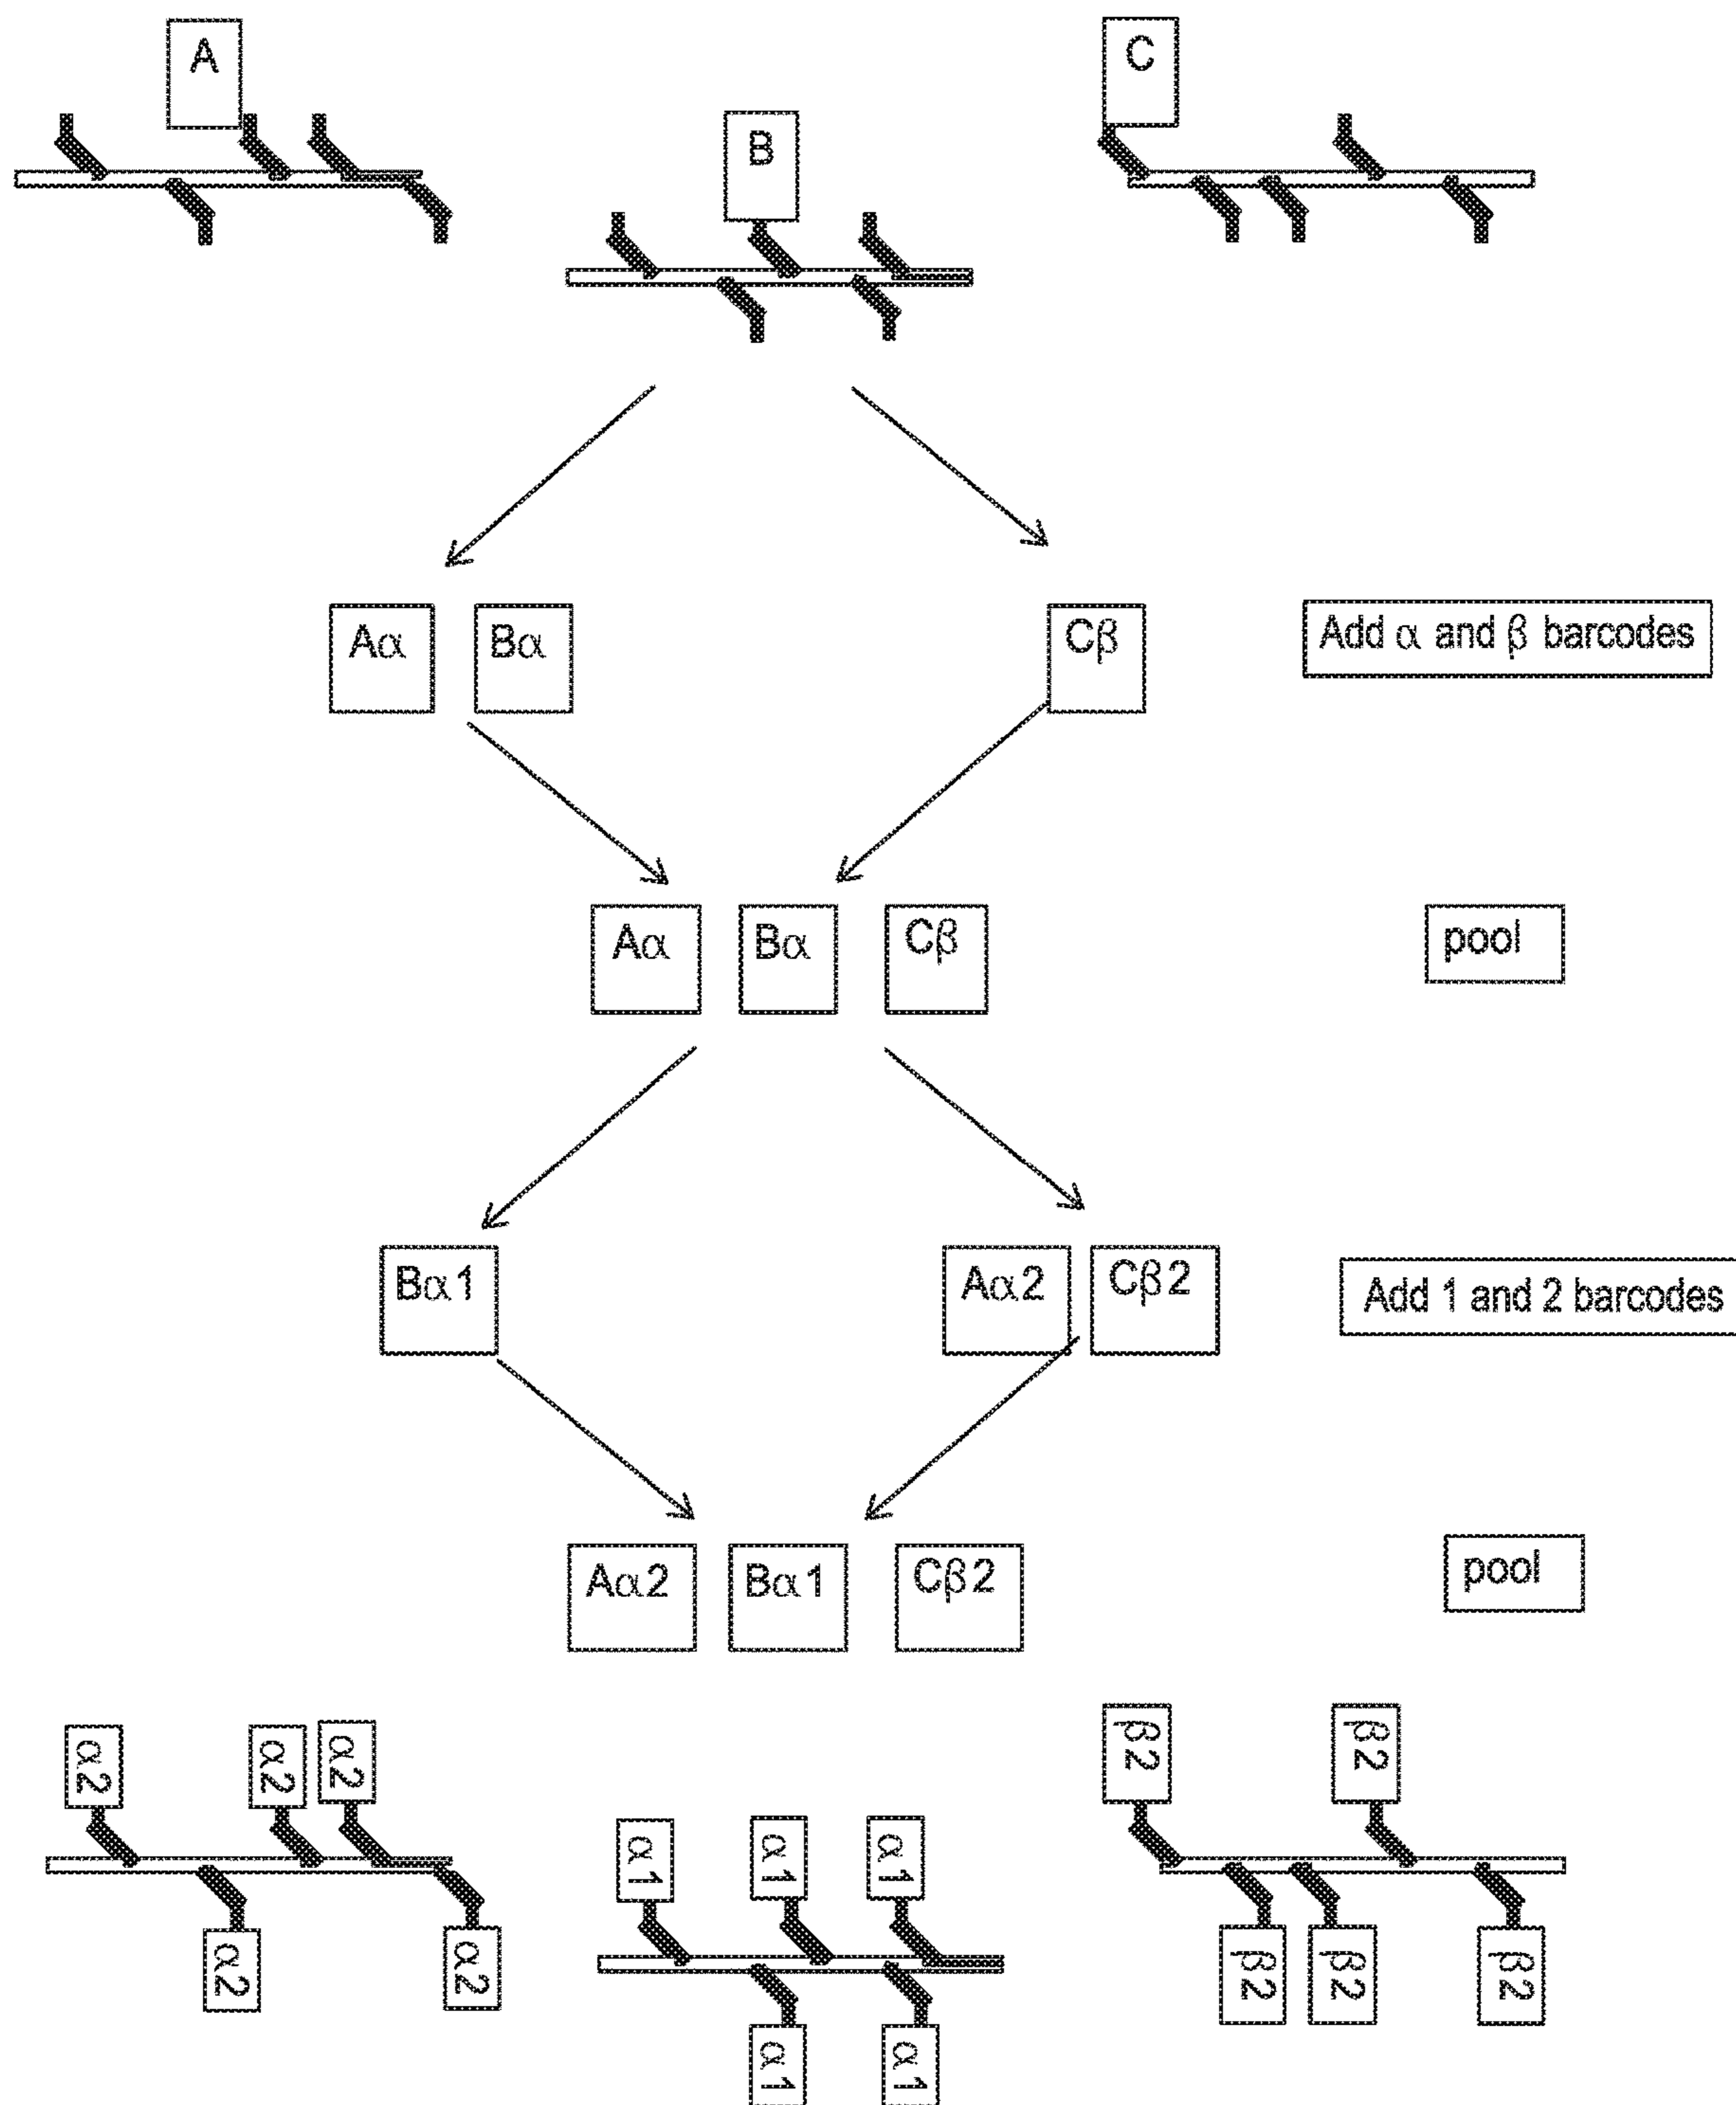 A
B
C
Aα
Bα
Cβ
Add α and β barcodes
Aα
Bα
Cβ
pool
Bα1
Aα2
Cβ2
Add 1 and 2 barcodes
Aα2
Bα1
Cβ2
pool
α2
α2
α2
β2
β2
α1
α1
α1
α2
α2
β2
β2
β2
α1
α1